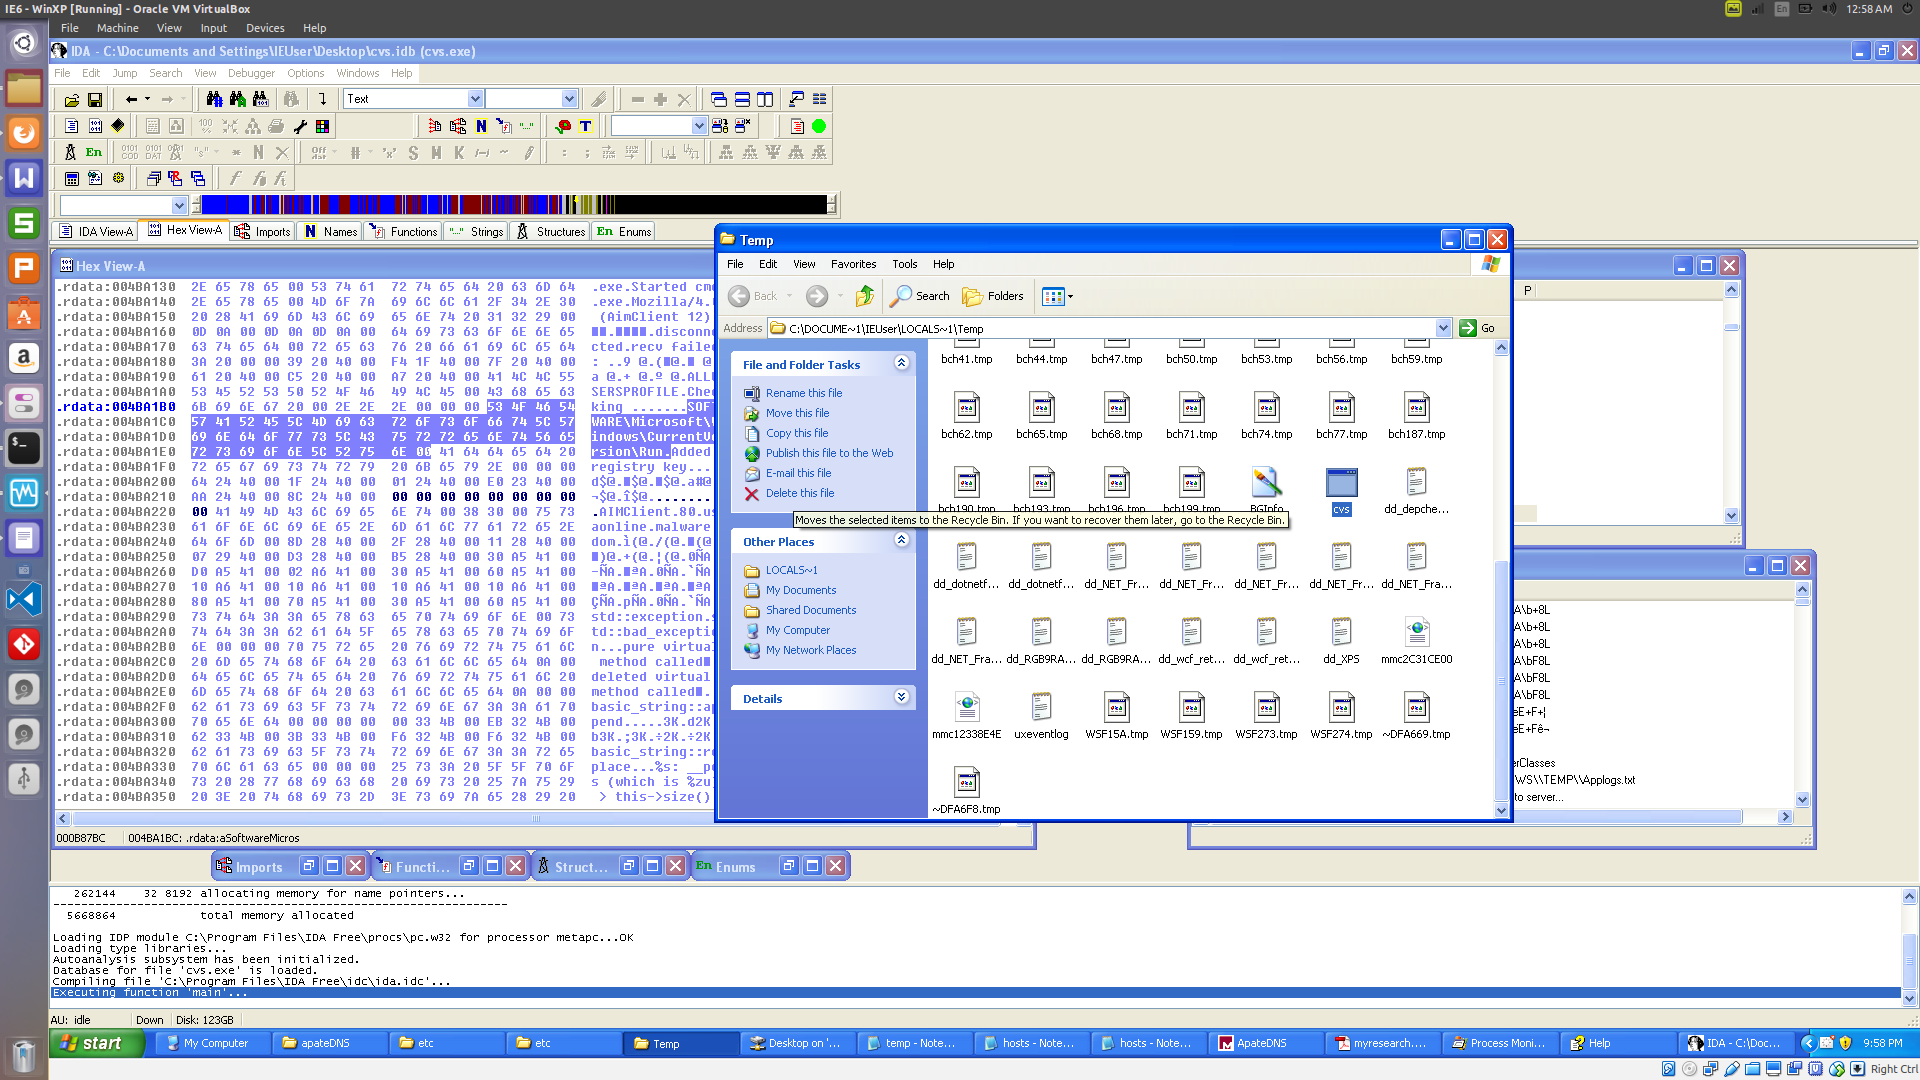 IE6 - WinXP [Running] - Oracle VM VirtualBox
En
12:58 AM
File Machine View Input Devices Help
IDA - C:\Documents and Settings\IEUser\Desktop\cvs.idb (cvs.exe)
File Edit Jump Search View Debugger Options Windows Help
Text
IDA View-A Hex View-A Imports Names Functions Strings Structures En Enums
Hex View-A
.rdata:004BA130 2E 65 78 65 00 53 74 61 72 74 65 64 20 63 6D 64 .exe.Started cmd
.rdata:004BA140 2E 65 78 65 00 4D 6F 7A 69 6C 6C 61 2F 34 2E 30 .exe.Mozilla/4.
.rdata:004BA150 20 28 41 69 6D 43 6C 69 65 6E 74 20 31 32 29 00 (AimClient 12)
.rdata:004BA160 0D 0A 00 0D 0A 0D 0A 00 64 69 73 63 6F 6E 6E 65
.rdata:004BA170 63 74 65 64 00 72 65 63 76 20 66 61 69 6C 65 64 cted.recv failed
.rdata:004BA180 3A 20 00 00 39 20 40 00 F4 1F 40 00 7F 20 40 00
.rdata:004BA190 61 20 40 00 C5 20 40 00 A7 20 40 00 41 4C 4C 55
.rdata:004BA1A0 53 45 52 53 50 52 4F 46 49 4C 45 00 43 68 65 63 SERSPROFILE.Chec
.rdata:004BA1B0 6B 69 6E 67 20 00 2E 2E 2E 00 00 00 53 4F 46 54 king .......SOF
.rdata:004BA1C0 57 41 52 45 5C 4D 69 63 72 6F 73 6F 66 74 5C 57 WARE\Microsoft\
.rdata:004BA1D0 69 6E 64 6F 77 73 5C 43 75 72 72 65 6E 74 56 65 indows\CurrentVe
.rdata:004BA1E0 72 73 69 6F 6E 5C 52 75 6E 00 41 64 64 65 64 20 rsion\Run.Added
.rdata:004BA1F0 72 65 67 69 73 74 72 79 20 6B 65 79 2E 00 00 00 registry key....
.rdata:004BA200 64 24 40 00 1F 24 40 00 01 24 40 00 E0 23 40 00
.rdata:004BA210 AA 24 40 00 8C 24 40 00 00 00 00 00 00 00 00 00
.rdata:004BA220 00 41 49 4D 43 6C 69 65 6E 74 00 38 30 00 75 73 .AIMClient.80.us
.rdata:004BA230 61 6F 6E 6C 69 6E 65 2E 6D 61 6C 77 61 72 65 2E aonline.malware
.rdata:004BA240 64 6F 6D 00 8D 28 40 00 2F 28 40 00 11 28 40 00
.rdata:004BA250 07 29 40 00 D3 28 40 00 B5 28 40 00 30 A5 41 00
.rdata:004BA260 D0 A5 41 00 02 A6 41 00 30 A5 41 00 60 A5 41 00
.rdata:004BA270 10 A6 41 00 10 A6 41 00 10 A6 41 00 10 A6 41 00
.rdata:004BA280 80 A5 41 00 70 A5 41 00 30 A5 41 00 60 A5 41 00
.rdata:004BA290 73 74 64 3A 3A 65 78 63 65 70 74 69 6F 6E 00 73 std::exception.s
.rdata:004BA2A0 74 64 3A 3A 62 61 64 5F 65 78 63 65 70 74 69 6F td::bad_exceptio
.rdata:004BA2B0 6E 00 00 00 70 75 72 65 20 76 69 72 74 75 61 6C n...pure virtual
.rdata:004BA2C0 20 6D 65 74 68 6F 64 20 63 61 6C 6C 65 64 0A 00 method called
.rdata:004BA2D0 64 65 6C 65 74 65 64 20 76 69 72 74 75 61 6C 20 deleted virtual
.rdata:004BA2E0 6D 65 74 68 6F 64 20 63 61 6C 6C 65 64 0A 00 00 method called
.rdata:004BA2F0 62 61 73 69 63 5F 73 74 72 69 6E 67 3A 3A 61 70 basic_string::ap
.rdata:004BA300 70 65 6E 64 00 00 00 00 00 33 4B 00 EB 32 4B 00 pend.....3K.d2K
.rdata:004BA310 62 33 4B 00 3B 33 4B 00 F6 32 4B 00 F6 32 4B 00 b3K.;3K.÷2K.÷2K
.rdata:004BA320 62 61 73 69 63 5F 73 74 72 69 6E 67 3A 3A 72 65 basic_string::re
.rdata:004BA330 70 6C 61 63 65 00 00 00 25 73 3A 20 5F 5F 70 6F place...%s: __p
.rdata:004BA340 73 20 28 77 68 69 63 68 20 69 73 20 25 7A 75 29 s (which is %zu
.rdata:004BA350 20 3E 20 74 68 69 73 2D 3E 73 69 7A 65 28 29 20 > this->size()
000B87BC 004BA1BC: .rdata:aSoftwareMicros
Temp
File Edit View Favorites Tools Help
Back Search Folders
Address C:\DOCUME~1\IEUser\LOCALS~1\Temp Go
File and Folder Tasks
Rename this file
Move this file
Copy this file
Publish this file to the Web
E-mail this file
Delete this file
Moves the selected items to the Recycle Bin. If you want to recover them later, go to the Recycle Bin.
Other Places
LOCALS~1
My Documents
Shared Documents
My Computer
My Network Places
Details
bch41.tmp bch44.tmp bch47.tmp bch50.tmp bch53.tmp bch56.tmp bch59.tmp
bch62.tmp bch65.tmp bch68.tmp bch71.tmp bch74.tmp bch77.tmp bch187.tmp
bch190.tmp bch193.tmp bch196.tmp bch199.tmp BGInfo cvs dd_depche...
dd_dotnetf... dd_dotnetf... dd_NET_Fr... dd_NET_Fr... dd_NET_Fr... dd_NET_Fr... dd_NET_Fra...
dd_NET_Fra... dd_RGB9RA... dd_RGB9RA... dd_wcf_ret... dd_wcf_ret... dd_XPS mmc2C31CE00
mmc12338E4E uxeventlog WSF15A.tmp WSF159.tmp WSF273.tmp WSF274.tmp ~DFA669.tmp
~DFA6F8.tmp
P
A\b+8L
A\b+8L
A\b+8L
A\bF8L
A\bF8L
A\bF8L
eE+F+¦
eE+Fê¬
erClasses
WS\\TEMP\\Applogs.txt
to server...
Imports Functi... Struct... En Enums
262144 32 8192 allocating memory for name pointers...
-----------------------------------------------------------------
5668864 total memory allocated
Loading IDP module C:\Program Files\IDA Free\procs\pc.w32 for processor metapc...OK
Loading type libraries...
Autoanalysis subsystem has been initialized.
Database for file 'cvs.exe' is loaded.
Compiling file 'C:\Program Files\IDA Free\idc\ida.idc'...
Executing function 'main'...
AU: idle Down Disk: 123GB
start My Computer apateDNS etc etc Temp Desktop on '... temp - Note... hosts - Note... hosts - Note... ApateDNS myresearch.... Process Moni... Help IDA - C:\Doc... 9:58 PM
Right Ctrl